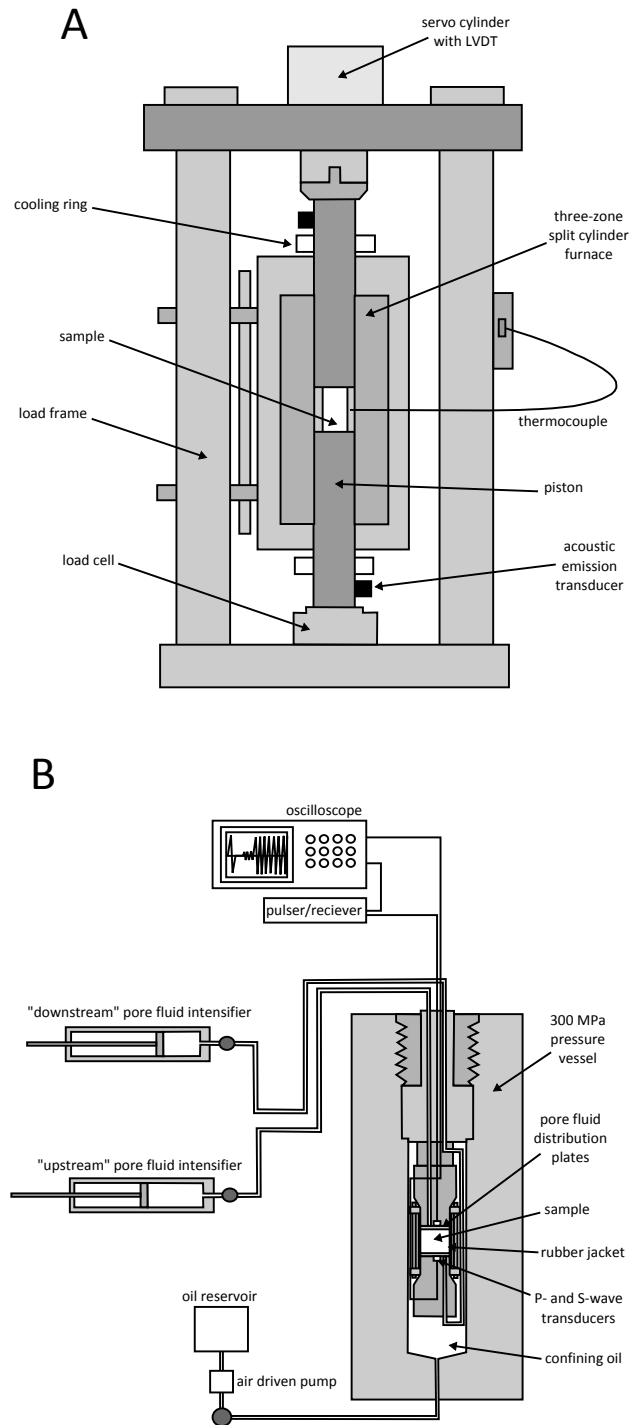 A
servo cylinder
with LVDT
cooling ring
three-zone
split cylinder
furnace
sample
load frame
thermocouple
piston
load cell
acoustic
emission
transducer
B
oscilloscope
pulser/reciever
"downstream" pore fluid intensifier
300 MPa
pressure
vessel
pore fluid
distribution
plates
"upstream" pore fluid intensifier
sample
rubber jacket
P- and S-wave
transducers
oil reservoir
confining oil
air driven pump